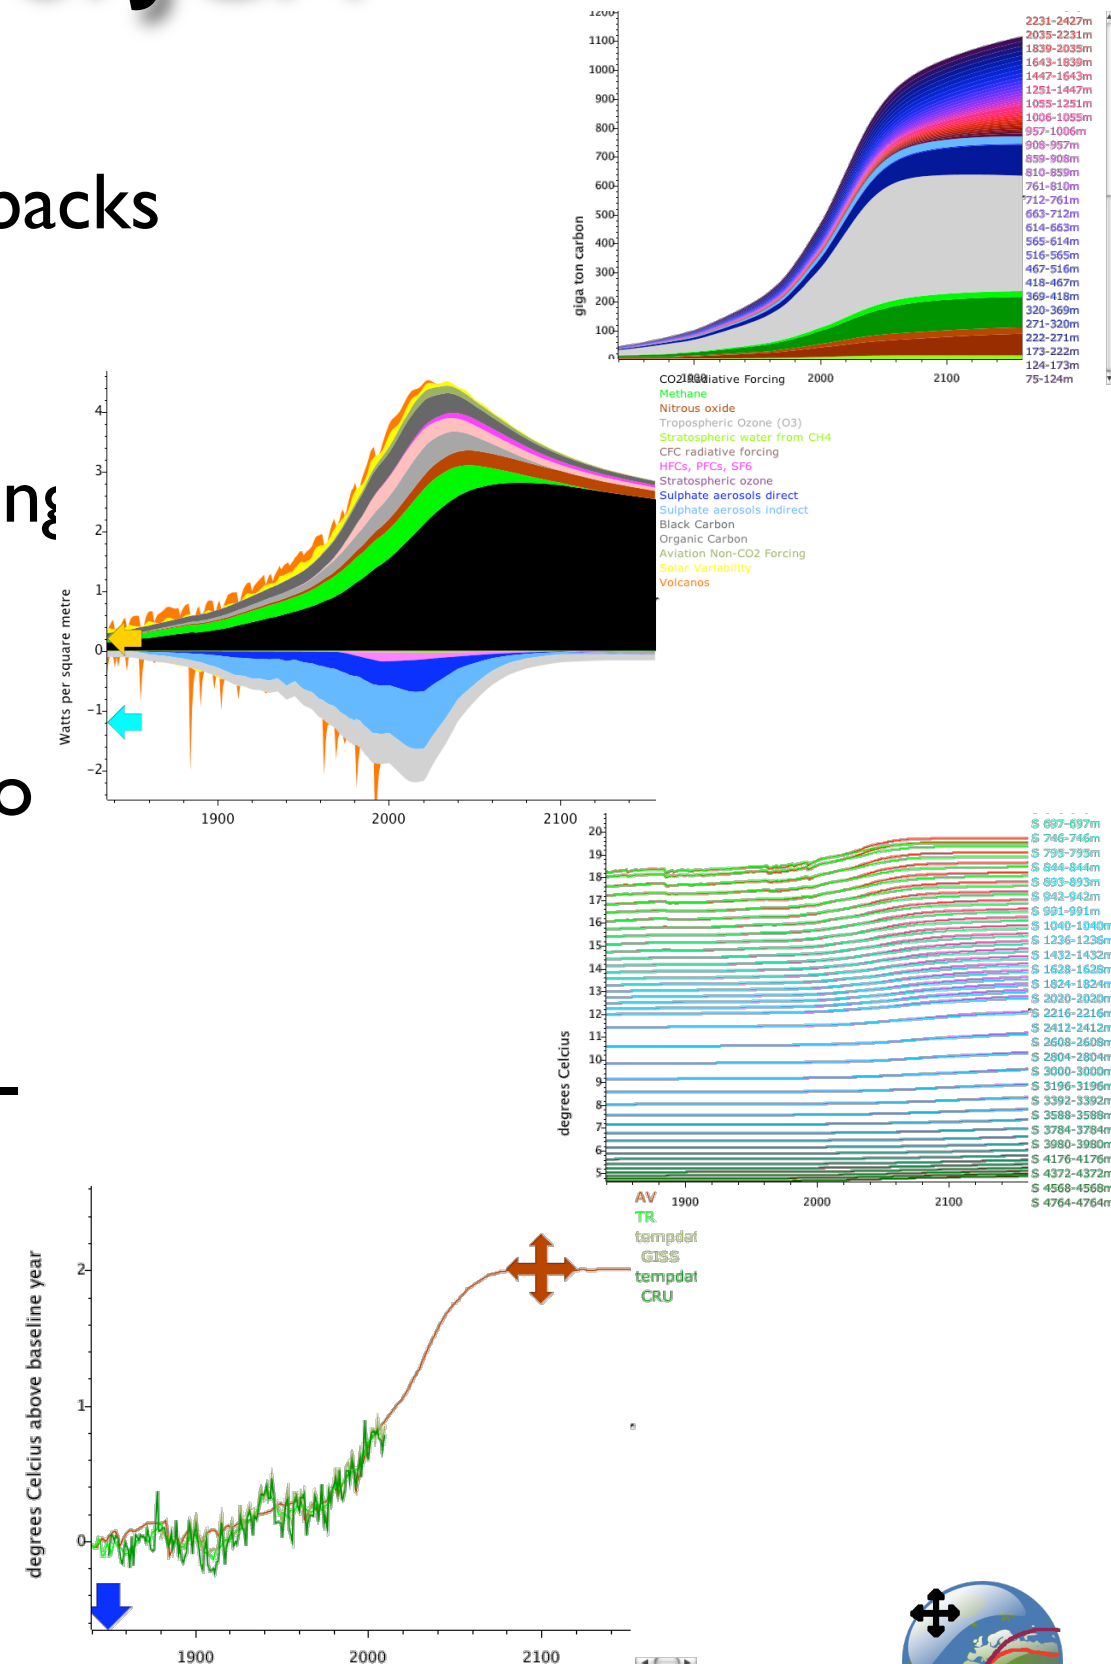 1200
1100
1000
900
800
700
600
500
400
300
200
100
0
giga ton carbon
1900
2000
2100
2231-2427m
2035-2231m
1839-2035m
1643-1839m
1447-1643m
1251-1447m
1055-1251m
1006-1055m
957-1006m
908-957m
859-908m
810-859m
761-810m
712-761m
663-712m
614-663m
565-614m
516-565m
467-516m
418-467m
369-418m
320-369m
271-320m
222-271m
173-222m
124-173m
75-124m
backs
CO2 Radiative Forcing
Methane
Nitrous oxide
Tropospheric Ozone (O3)
Stratospheric water from CH4
CFC radiative forcing
HFCs, PFCs, SF6
Stratospheric ozone
Sulphate aerosols direct
Sulphate aerosols indirect
Black Carbon
Organic Carbon
Aviation Non-CO2 Forcing
Solar Variability
Volcanos
4
3
2
1
0
-1
-2
Watts per square metre
1900
2000
2100
ng
o
20
19
18
17
16
15
14
13
12
11
10
9
8
7
6
5
degrees Celcius
1900
2000
2100
S 697-697m
S 746-746m
S 795-795m
S 844-844m
S 893-893m
S 942-942m
S 991-991m
S 1040-1040m
S 1236-1236m
S 1432-1432m
S 1628-1628m
S 1824-1824m
S 2020-2020m
S 2216-2216m
S 2412-2412m
S 2608-2608m
S 2804-2804m
S 3000-3000m
S 3196-3196m
S 3392-3392m
S 3588-3588m
S 3784-3784m
S 3980-3980m
S 4176-4176m
S 4372-4372m
S 4568-4568m
S 4764-4764m
-
AV
TR
tempdat
GISS
tempdat
CRU
2
1
0
degrees Celcius above baseline year
1900
2000
2100